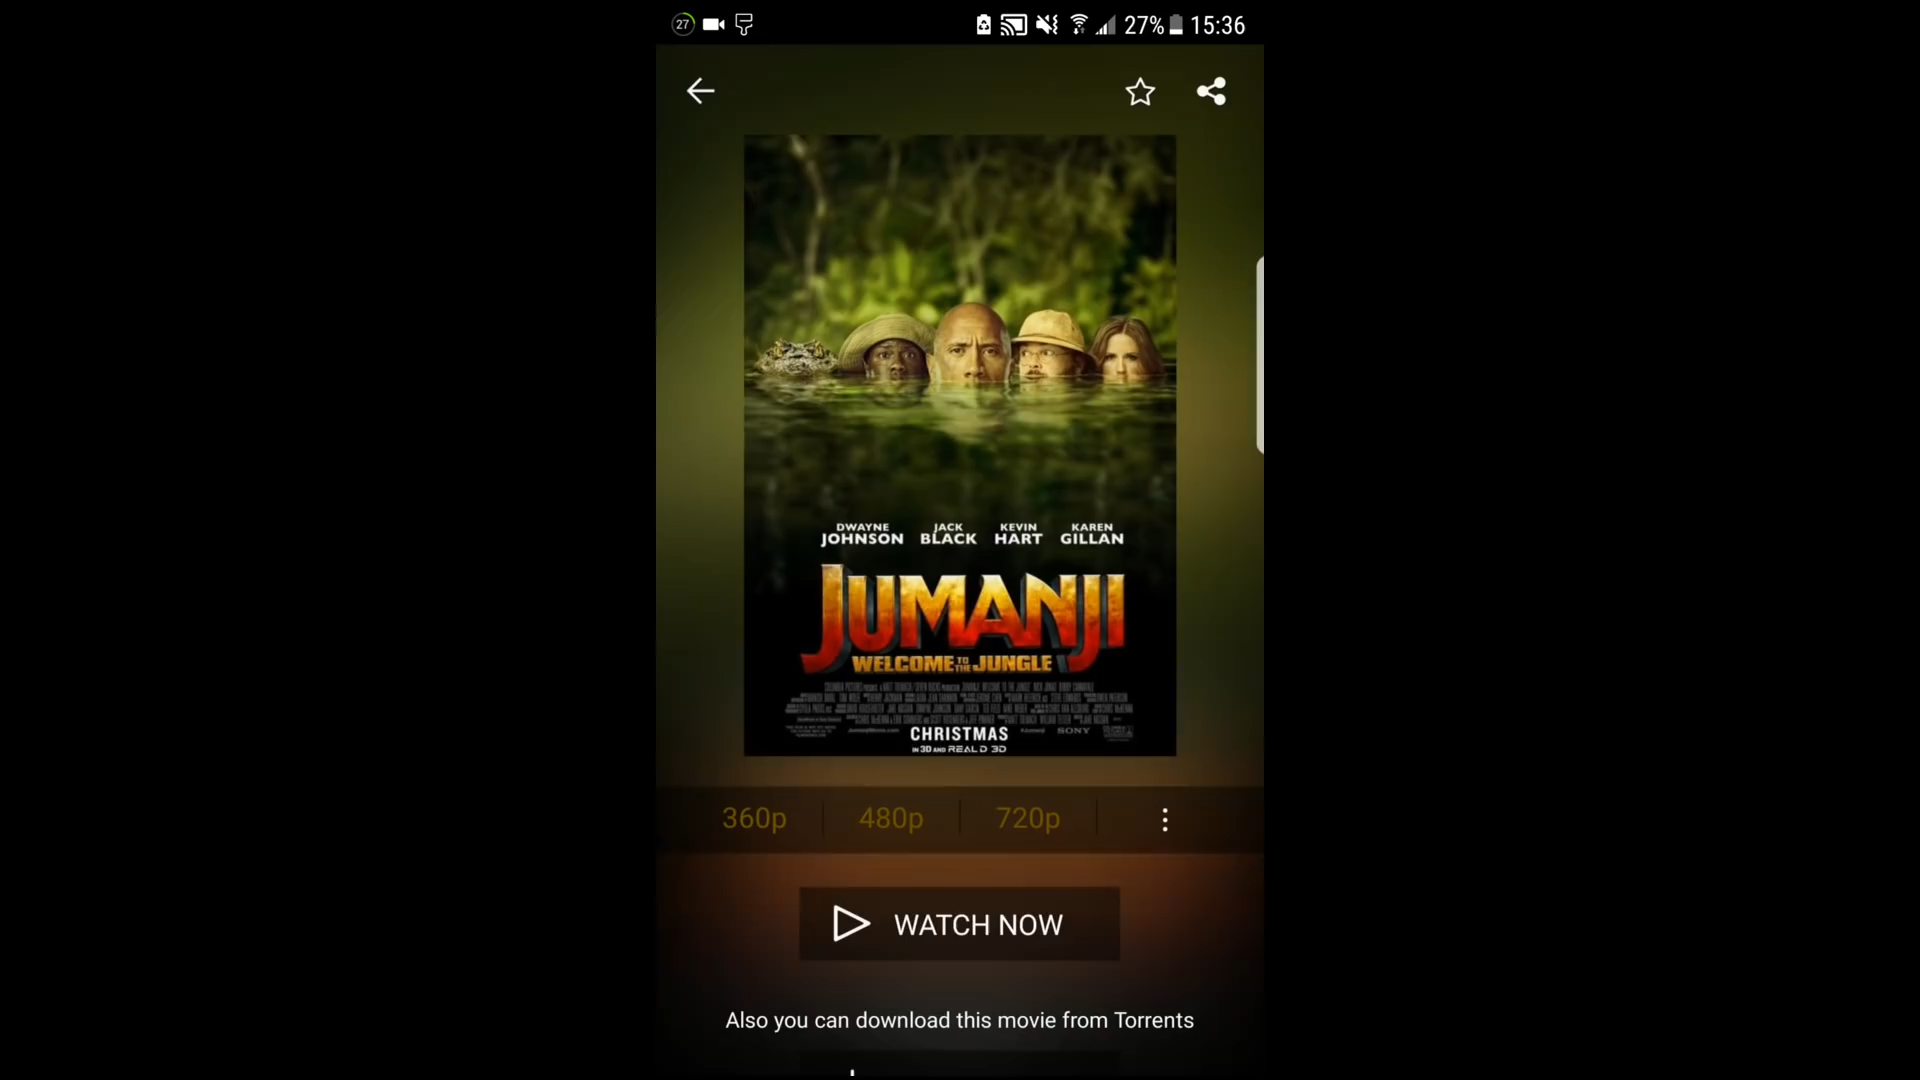 27
27% 15:36
DWAYNE JOHNSON JACK BLACK KEVIN HART KAREN GILLAN
JUMANJI
WELCOME TO THE JUNGLE
CHRISTMAS
SONY
IN 3D AND REAL D 3D
360p 480p 720p
WATCH NOW
Also you can download this movie from Torrents